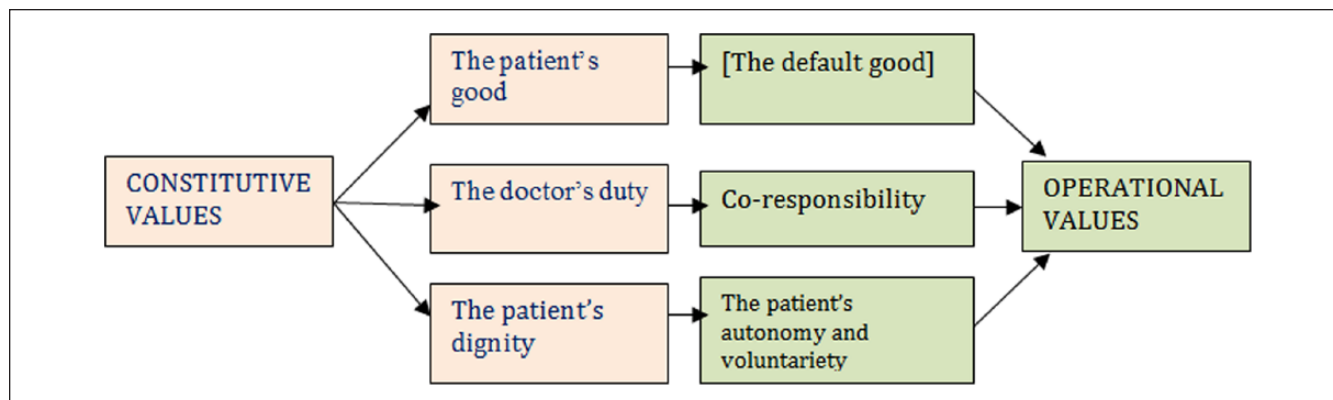 The patient's
good
[The default good]
CONSTITUTIVE
VALUES
The doctor's duty
Co-responsibility
OPERATIONAL
VALUES
The patient's
dignity
The patient's
autonomy and
voluntariety